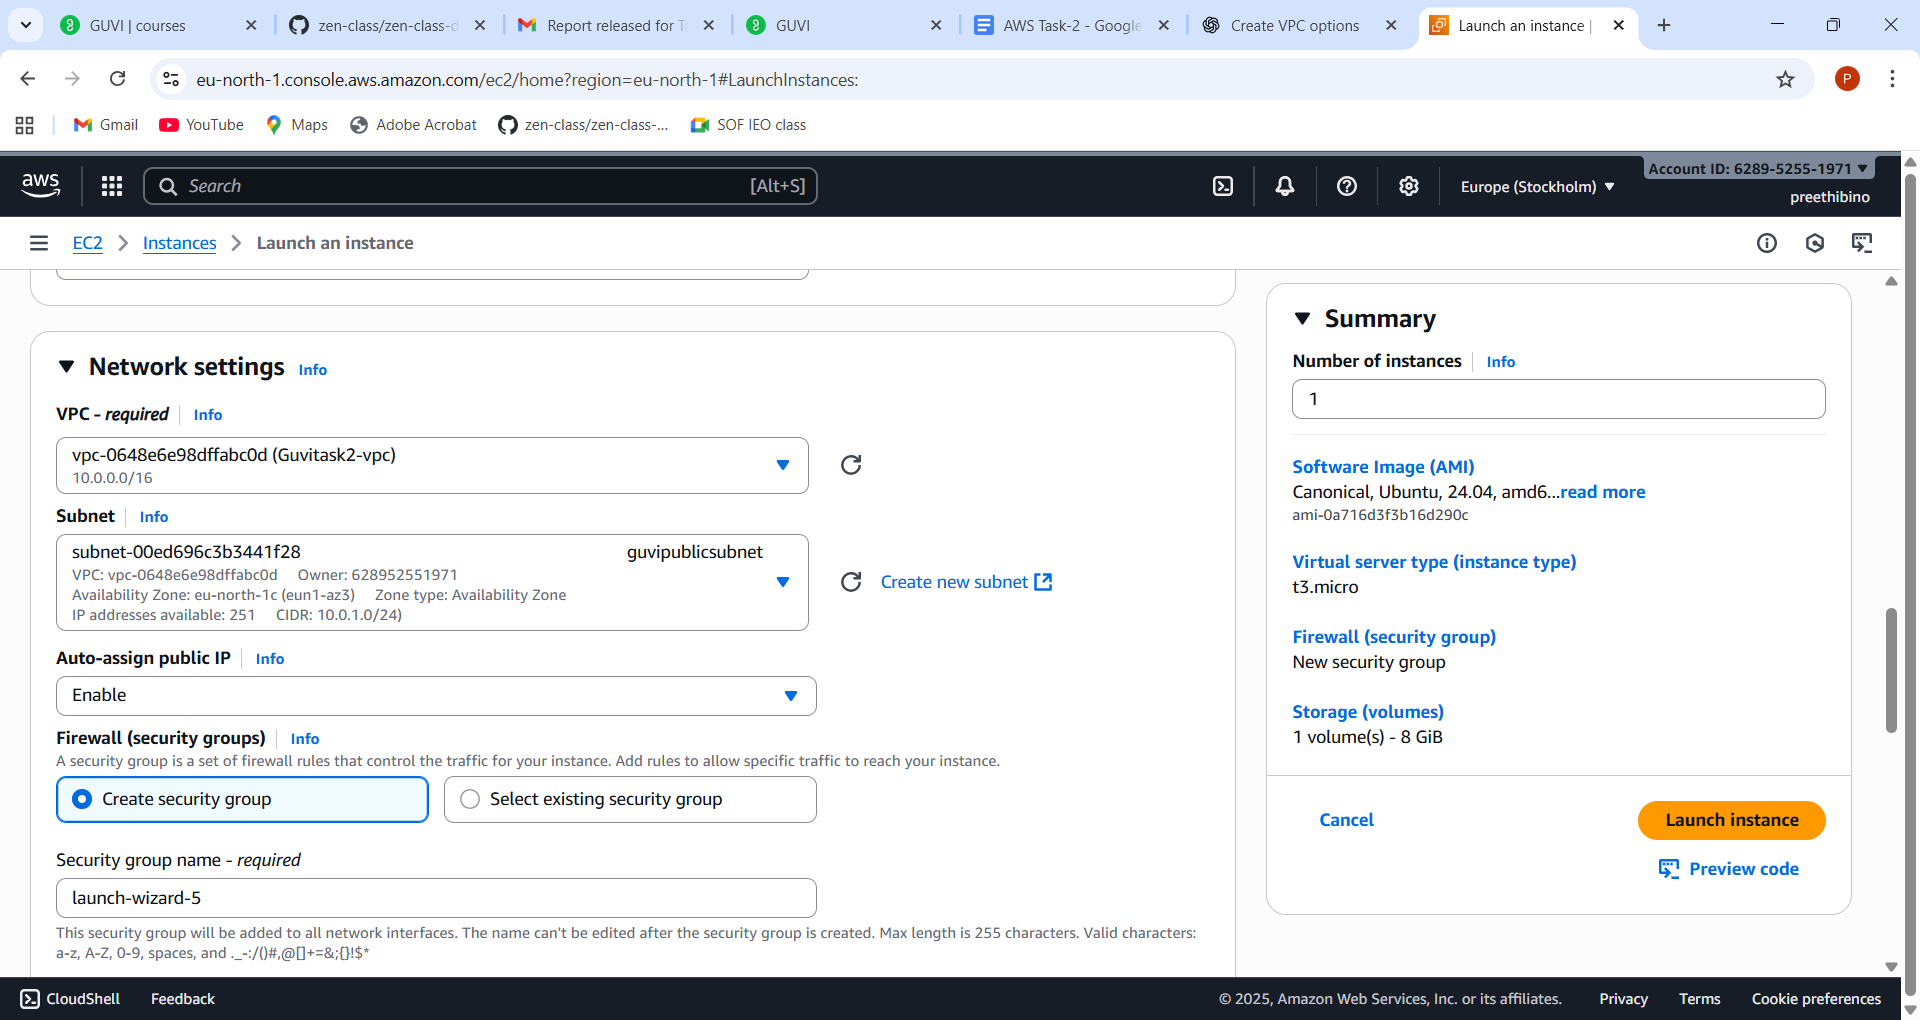 GUVI | courses
zen-class/zen-class-d
Report released for Ta
GUVI
AWS Task-2 - Google
Create VPC options
Launch an instance |
eu-north-1.console.aws.amazon.com/ec2/home?region=eu-north-1#LaunchInstances:
P
Gmail
YouTube
Maps
Adobe Acrobat
zen-class/zen-class-...
SOF IEO class
aws
Search
[Alt+S]
Europe (Stockholm)
Account ID: 6289-5255-1971
preethibino
EC2
Instances
Launch an instance
Network settings Info
VPC - required Info
vpc-0648e6e98dffabc0d (Guvitask2-vpc)
10.0.0.0/16
Subnet Info
subnet-00ed696c3b3441f28 guvipublicsubnet
VPC: vpc-0648e6e98dffabc0d Owner: 628952551971
Availability Zone: eu-north-1c (eun1-az3) Zone type: Availability Zone
IP addresses available: 251 CIDR: 10.0.1.0/24)
Create new subnet
Auto-assign public IP Info
Enable
Firewall (security groups) Info
A security group is a set of firewall rules that control the traffic for your instance. Add rules to allow specific traffic to reach your instance.
Create security group
Select existing security group
Security group name - required
launch-wizard-5
This security group will be added to all network interfaces. The name can't be edited after the security group is created. Max length is 255 characters. Valid characters:
a-z, A-Z, 0-9, spaces, and ._-:/()#,@[]+=&;{}!$*
Summary
Number of instances Info
1
Software Image (AMI)
Canonical, Ubuntu, 24.04, amd6...read more
ami-0a716d3f3b16d290c
Virtual server type (instance type)
t3.micro
Firewall (security group)
New security group
Storage (volumes)
1 volume(s) - 8 GiB
Cancel
Launch instance
Preview code
CloudShell
Feedback
© 2025, Amazon Web Services, Inc. or its affiliates.
Privacy
Terms
Cookie preferences